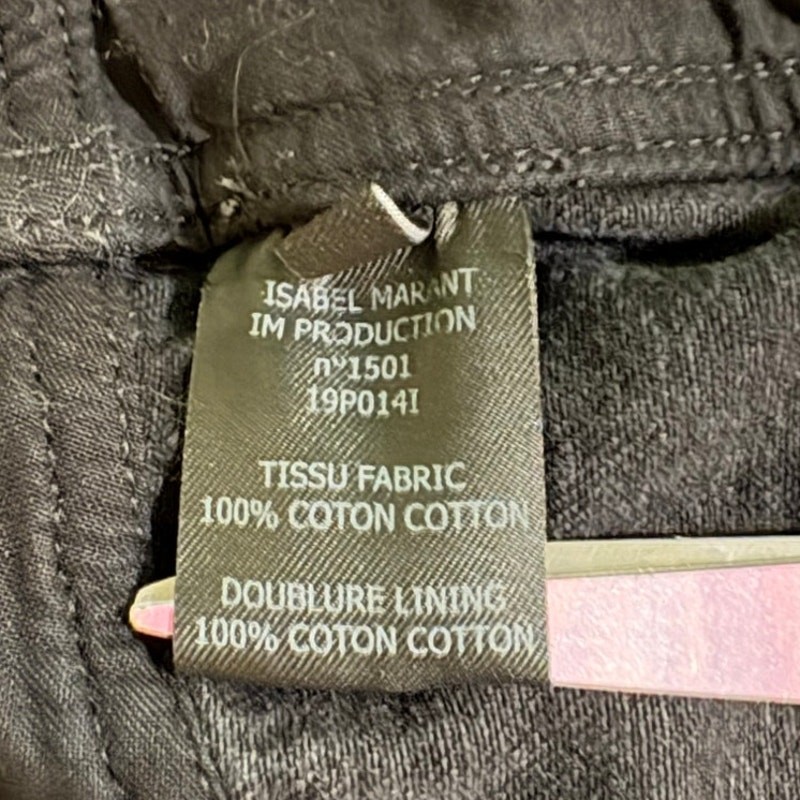 ISABEL MARANT
IM PRODUCTION
n°1501
19P014I
TISSU FABRIC
100% COTON COTTON
DOUBLURE LINING
100% COTON COTTON